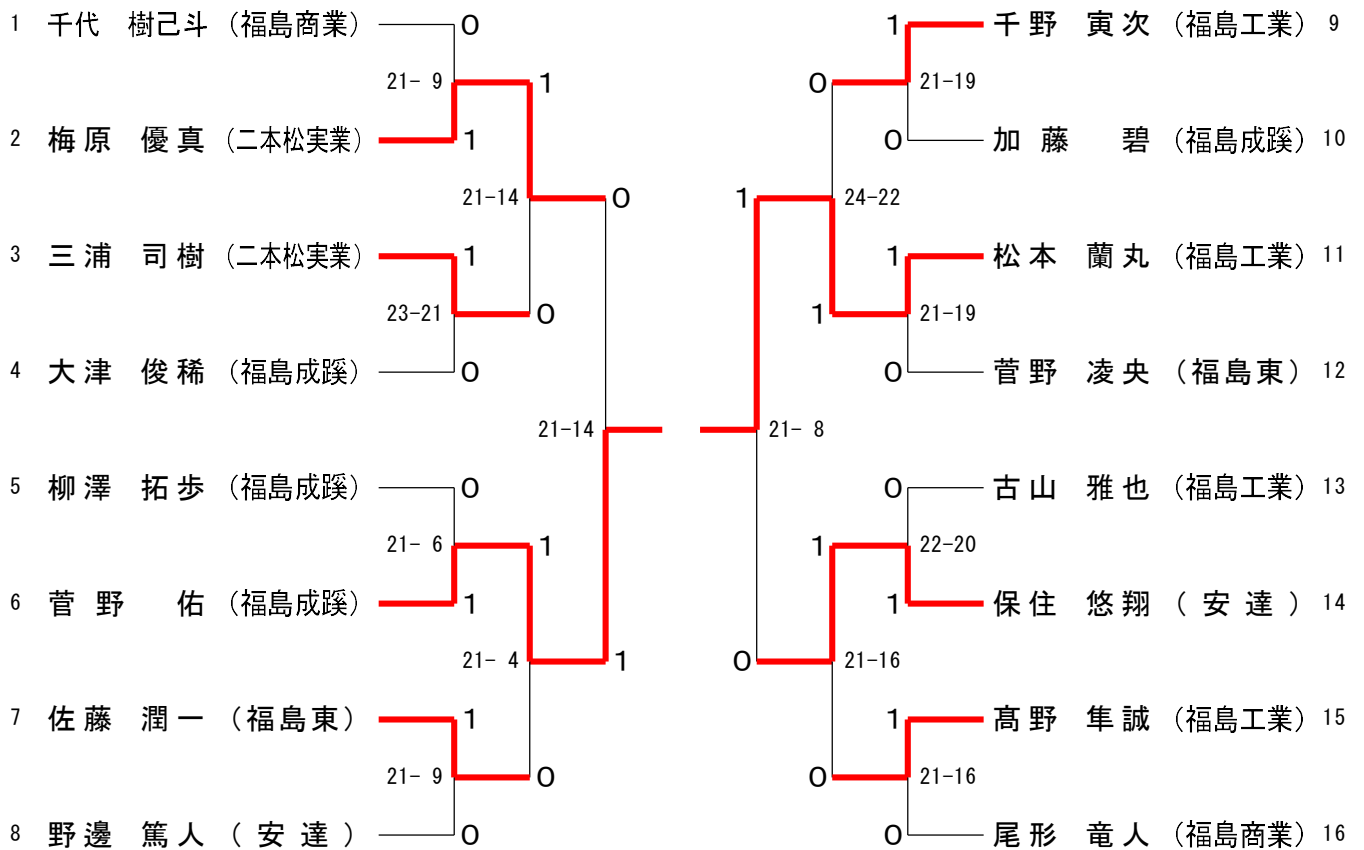 1 千代 樹己斗 (福島商業) 0
21- 9 1
2 梅原 優真 (二本松実業) 1
21-14 0
3 三浦 司樹 (二本松実業) 1
23-21 0
4 大津 俊稀 (福島成蹊) 0
21-14
5 柳澤 拓歩 (福島成蹊) 0
21- 6 1
6 菅野 佑 (福島成蹊) 1
21- 4 1
7 佐藤 潤一 (福島東) 1
21- 9 0
8 野邊 篤人 (安達) 0
1 千野 寅次 (福島工業) 9
0 21-19
0 加藤 碧 (福島成蹊) 10
1 24-22
1 松本 蘭丸 (福島工業) 11
1 21-19
0 菅野 凌央 (福島東) 12
21- 8
0 古山 雅也 (福島工業) 13
1 22-20
1 保住 悠翔 (安達) 14
0 21-16
1 髙野 隼誠 (福島工業) 15
0 21-16
0 尾形 竜人 (福島商業) 16